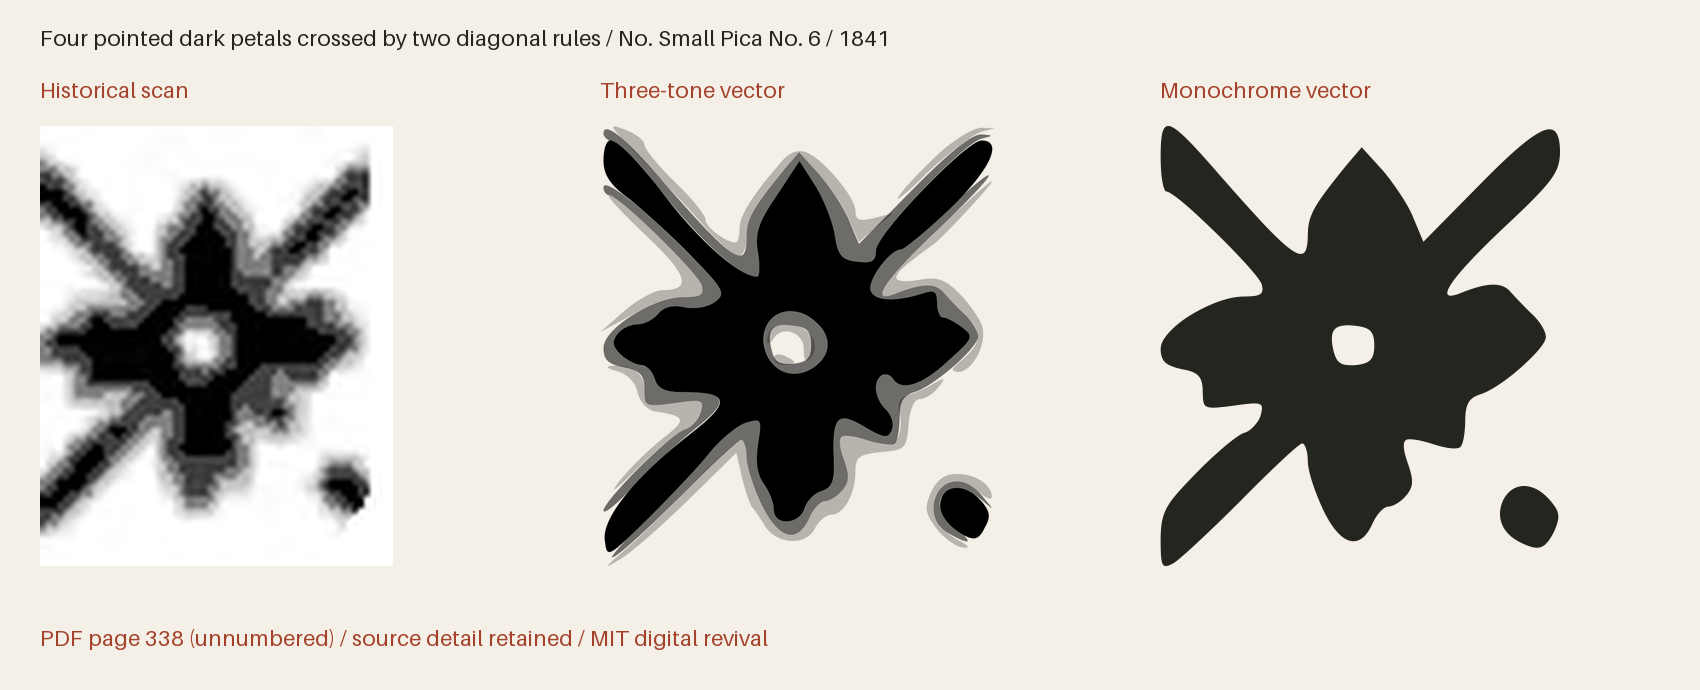 Four pointed dark petals crossed by two diagonal rules / No. Small Pica No. 6 / 1841
Historical scan
Three-tone vector
Monochrome vector
PDF page 338 (unnumbered) / source detail retained / MIT digital revival